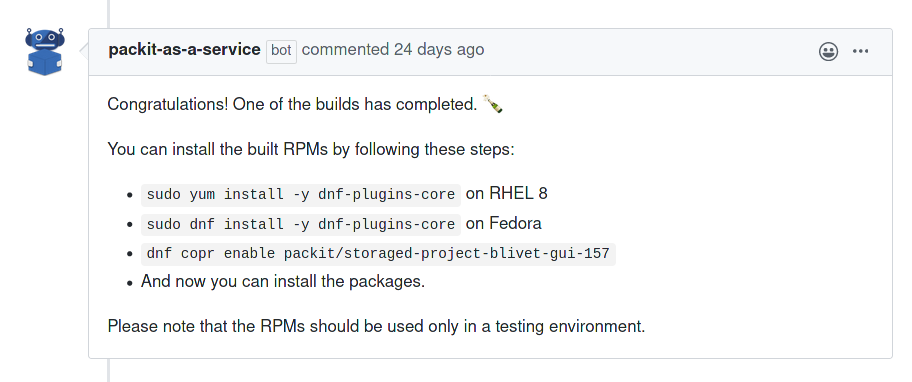 packit-as-a-service bot commented 24 days ago
Congratulations! One of the builds has completed. 🍾
You can install the built RPMs by following these steps:
• sudo yum install -y dnf-plugins-core on RHEL 8
• sudo dnf install -y dnf-plugins-core on Fedora
• dnf copr enable packit/storaged-project-blivet-gui-157
• And now you can install the packages.
Please note that the RPMs should be used only in a testing environment.